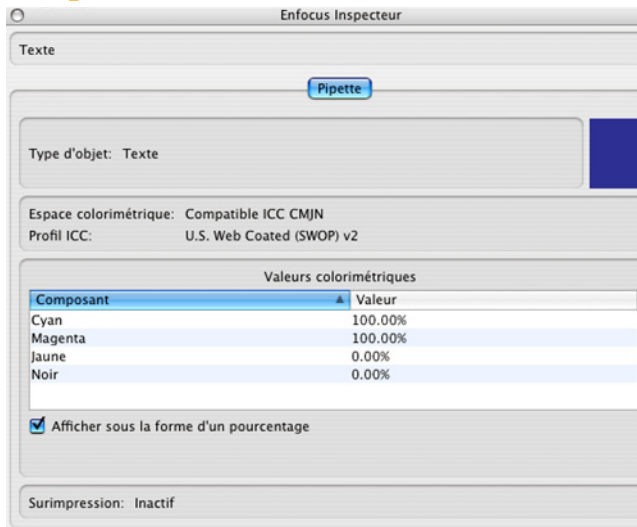 Enfocus Inspecteur
Texte
Pipette
Type d'objet: Texte
Espace colorimétrique: Compatible ICC CMJN
Profil ICC: U.S. Web Coated (SWOP) v2
Valeurs colorimétriques
Composant Valeur
Cyan 100.00%
Magenta 100.00%
Jaune 0.00%
Noir 0.00%
Afficher sous la forme d'un pourcentage
Surimpression: Inactif